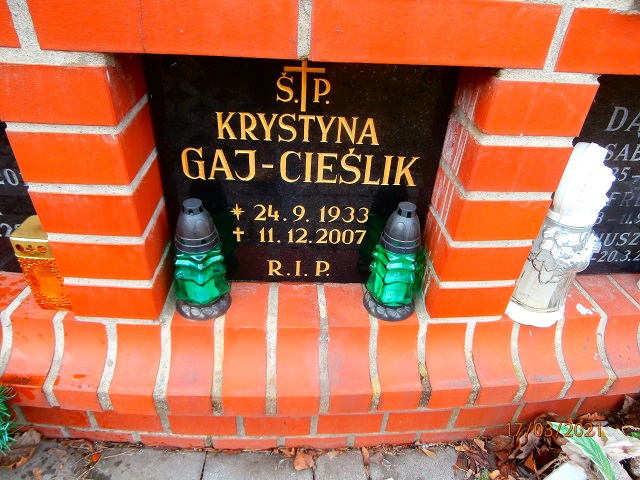 Ś. P.
KRYSTYNA
GAJ-CIEŚLIK
* 24. 9. 1933
✝ 11. 12. 2007
R. I. P.
17/03/2021